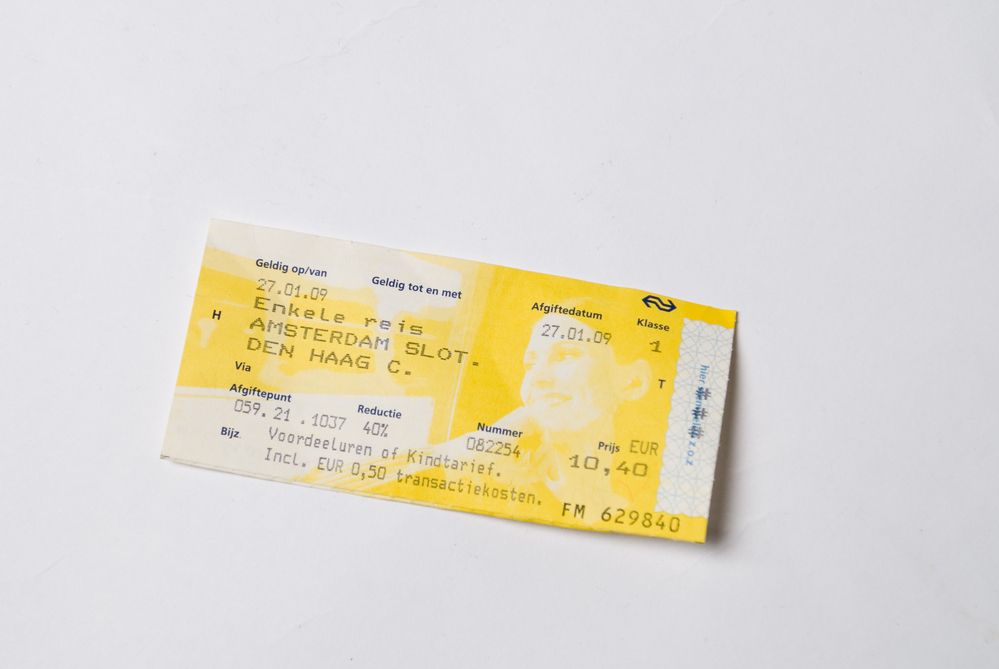 Geldig op/van Geldig tot en met
27.01.09
Enkele reis
H AMSTERDAM SLOT.
DEN HAAG C.
Via
Afgiftedatum
27.01.09
Klasse
1
T
Afgiftepunt Reductie
059. 21 .1037 40%
Nummer
082254
Prijs EUR
10,40
Bijz. Voordeeluren of Kindtarief.
Incl. EUR 0,50 transactiekosten.
FM 629840
hier z.o.z
###